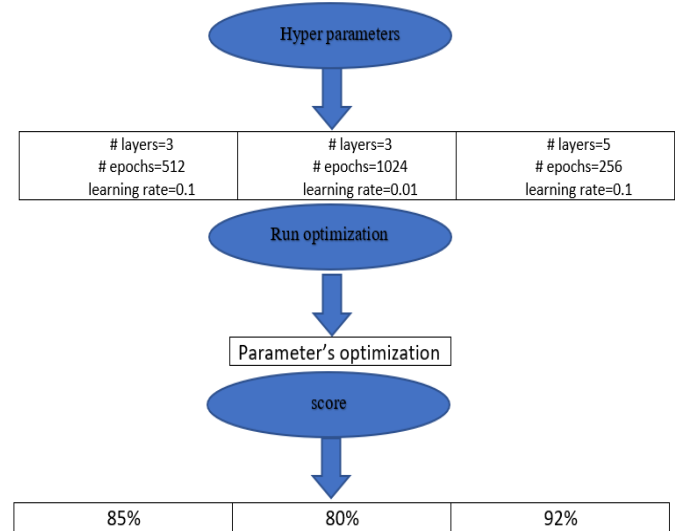 Hyper parameters
# layers=3
# epochs=512
learning rate=0.1
# layers=3
# epochs=1024
learning rate=0.01
# layers=5
# epochs=256
learning rate=0.1
Run optimization
Parameter’s optimization
score
85%
80%
92%